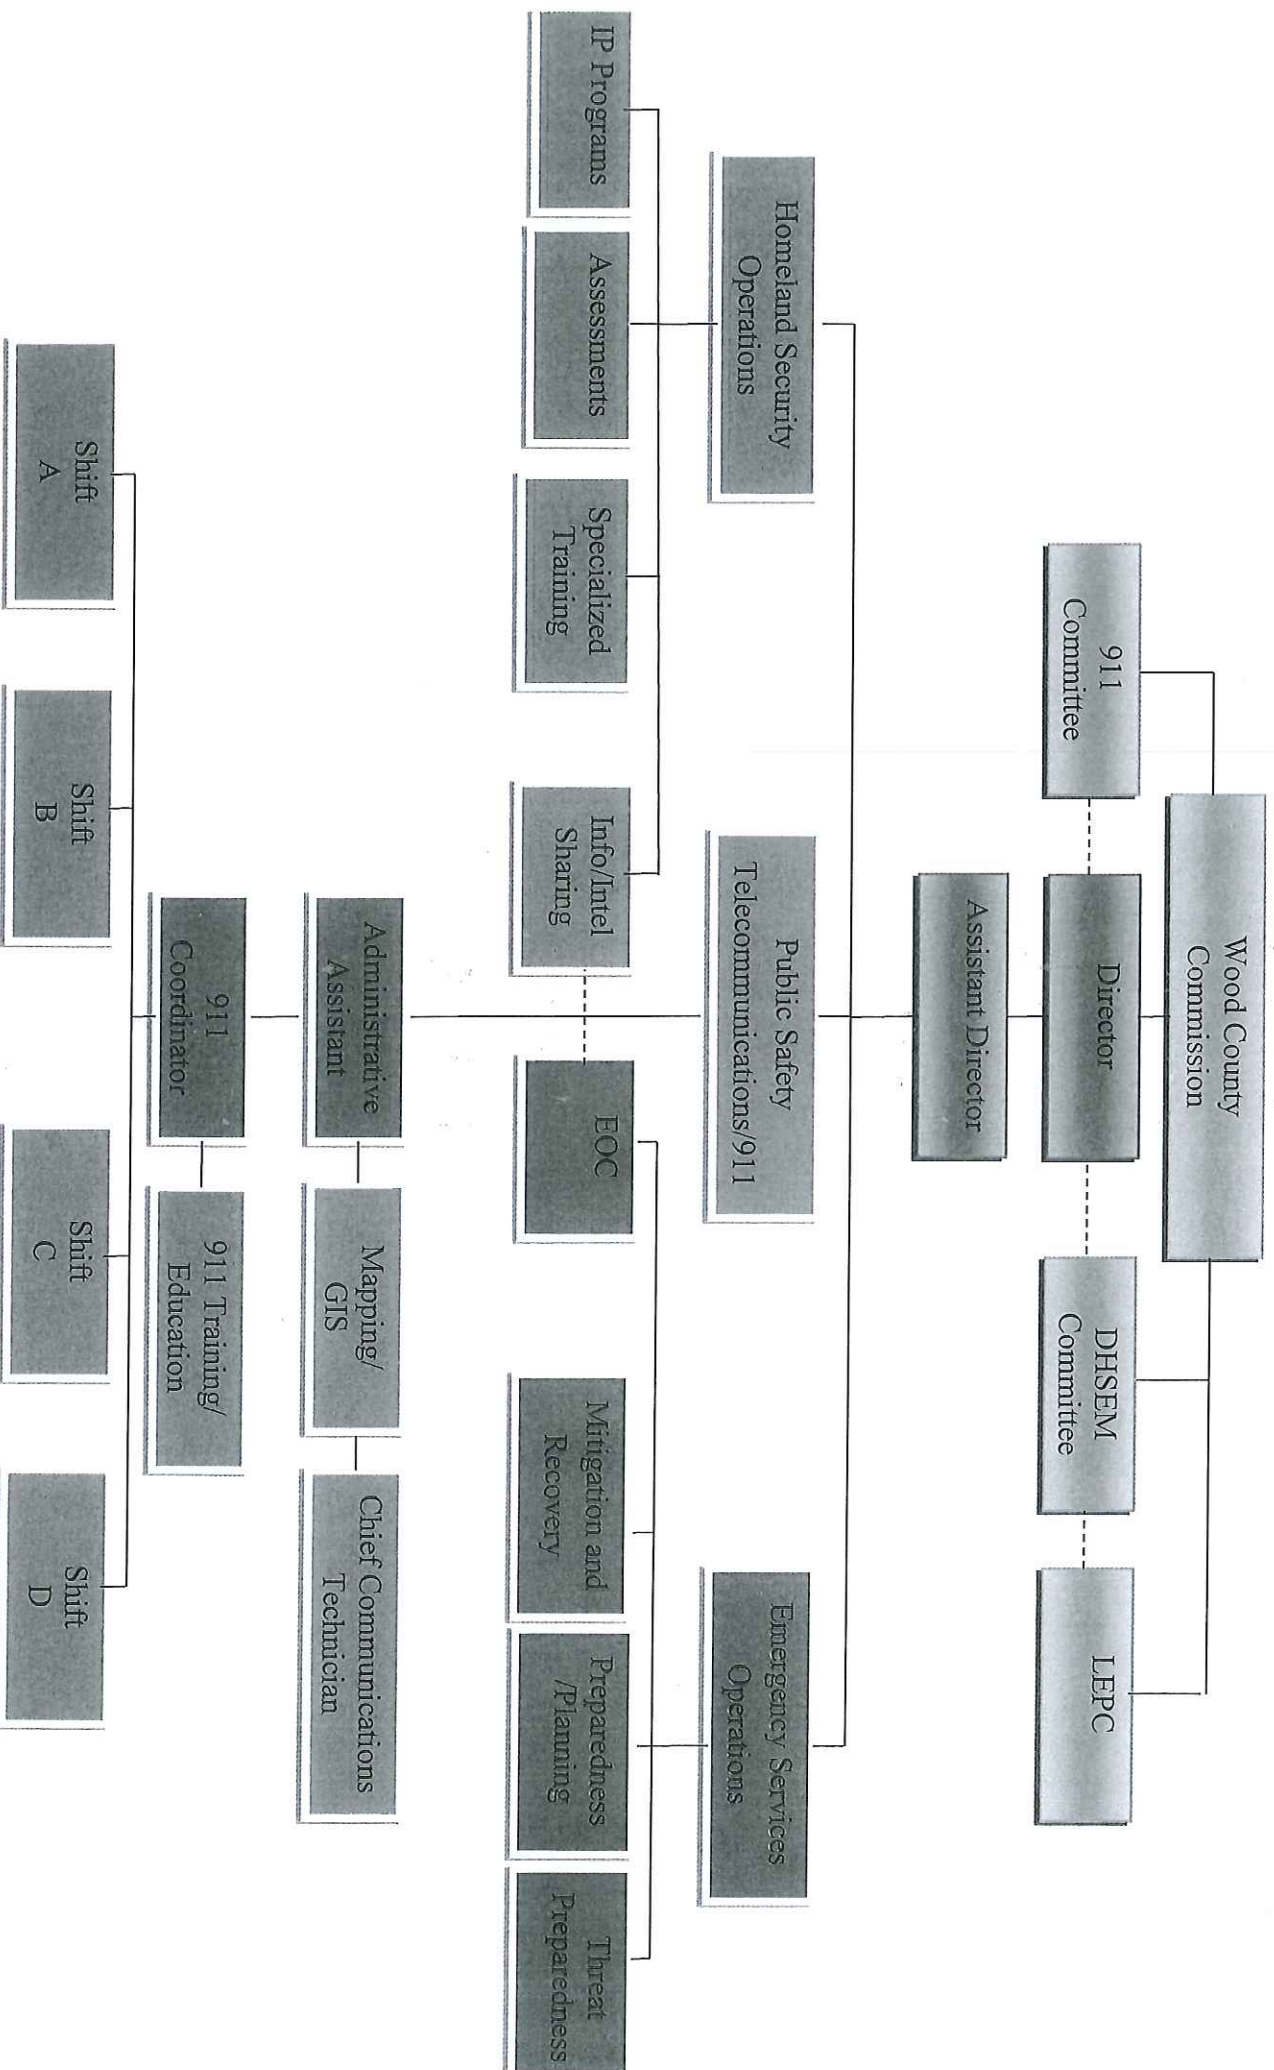 Wood County
Commission
911
Committee
Director
DHSEM
Committee
LEPC
Assistant Director
Homeland Security
Operations
Public Safety
Telecommunications/911
Emergency Services
Operations
IP Programs
Assessments
Specialized
Training
Info/Intel
Sharing
EOC
Mitigation and
Recovery
Preparedness
/Planning
Threat
Preparedness
Administrative
Assistant
Mapping/
GIS
Chief Communications
Technician
911
Coordinator
911 Training/
Education
Shift
A
Shift
B
Shift
C
Shift
D